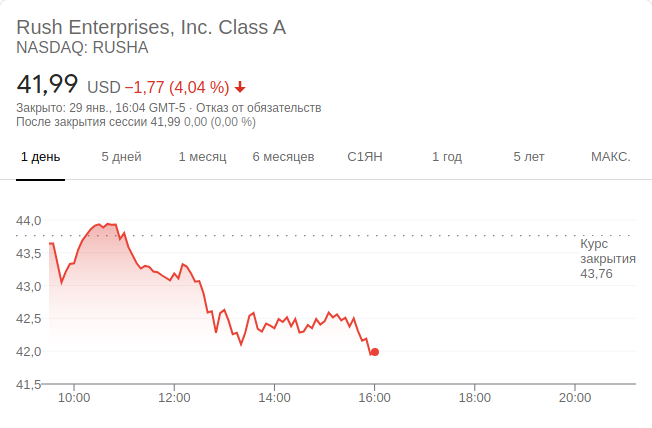 Rush Enterprises, Inc. Class A
NASDAQ: RUSHA
41,99 USD −1,77 (4,04 %)
Закрыто: 29 янв., 16:04 GMT-5 · Отказ от обязательств
После закрытия сессии 41,99 0,00 (0,00 %)
1 день 5 дней 1 месяц 6 месяцев С1ЯН 1 год 5 лет МАКС.
44,0
Курс
43,5
закрытия
43,76
43,0
42,5
42,0
41,5
10:00 12:00 14:00 16:00 18:00 20:00